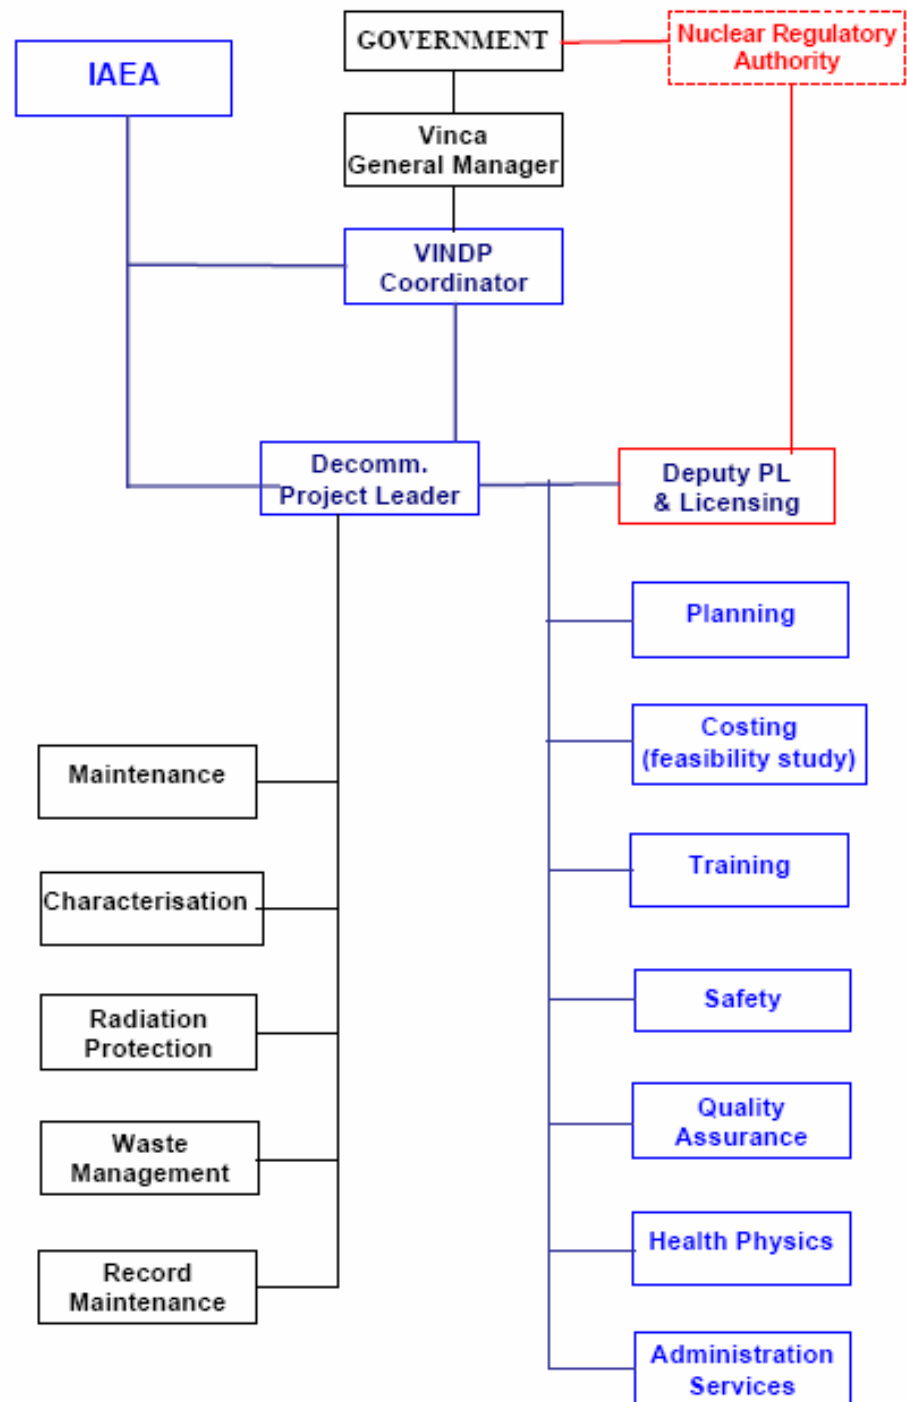 GOVERNMENT
Nuclear Regulatory
Authority
IAEA
Vinca
General Manager
VINDP
Coordinator
Decomm.
Project Leader
Deputy PL
& Licensing
Planning
Costing
(feasibility study)
Training
Safety
Quality
Assurance
Health Physics
Administration
Services
Maintenance
Characterisation
Radiation
Protection
Waste
Management
Record
Maintenance